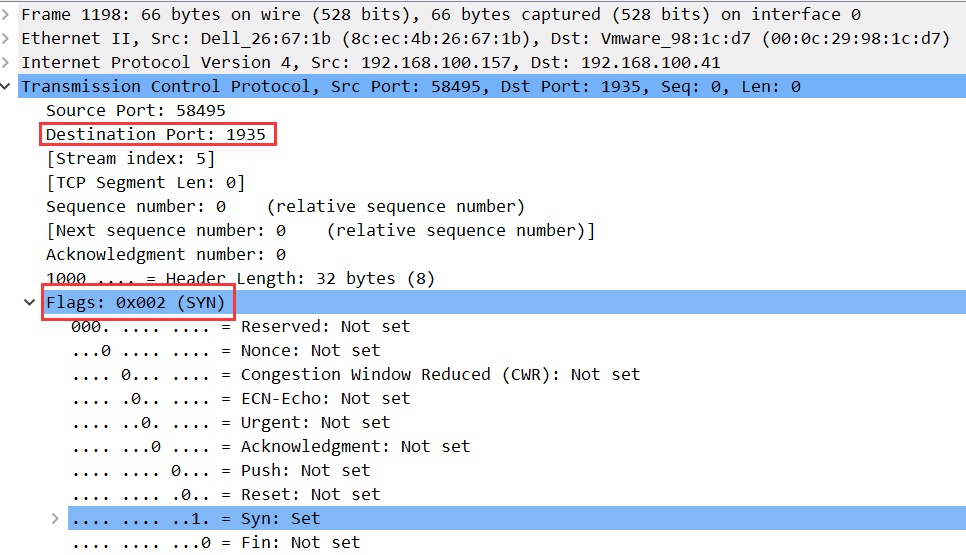 Frame 1198: 66 bytes on wire (528 bits), 66 bytes captured (528 bits) on interface 0
Ethernet II, Src: Dell_26:67:1b (8c:ec:4b:26:67:1b), Dst: Vmware_98:1c:d7 (00:0c:29:98:1c:d7)
Internet Protocol Version 4, Src: 192.168.100.157, Dst: 192.168.100.41
Transmission Control Protocol, Src Port: 58495, Dst Port: 1935, Seq: 0, Len: 0
Source Port: 58495
Destination Port: 1935
[Stream index: 5]
[TCP Segment Len: 0]
Sequence number: 0    (relative sequence number)
[Next sequence number: 0    (relative sequence number)]
Acknowledgment number: 0
1000 .... = Header Length: 32 bytes (8)
Flags: 0x002 (SYN)
000. .... .... = Reserved: Not set
...0 .... .... = Nonce: Not set
.... 0... .... = Congestion Window Reduced (CWR): Not set
.... .0.. .... = ECN-Echo: Not set
.... ..0. .... = Urgent: Not set
.... ...0 .... = Acknowledgment: Not set
.... .... 0... = Push: Not set
.... .... .0.. = Reset: Not set
.... .... ..1. = Syn: Set
.... .... ...0 = Fin: Not set